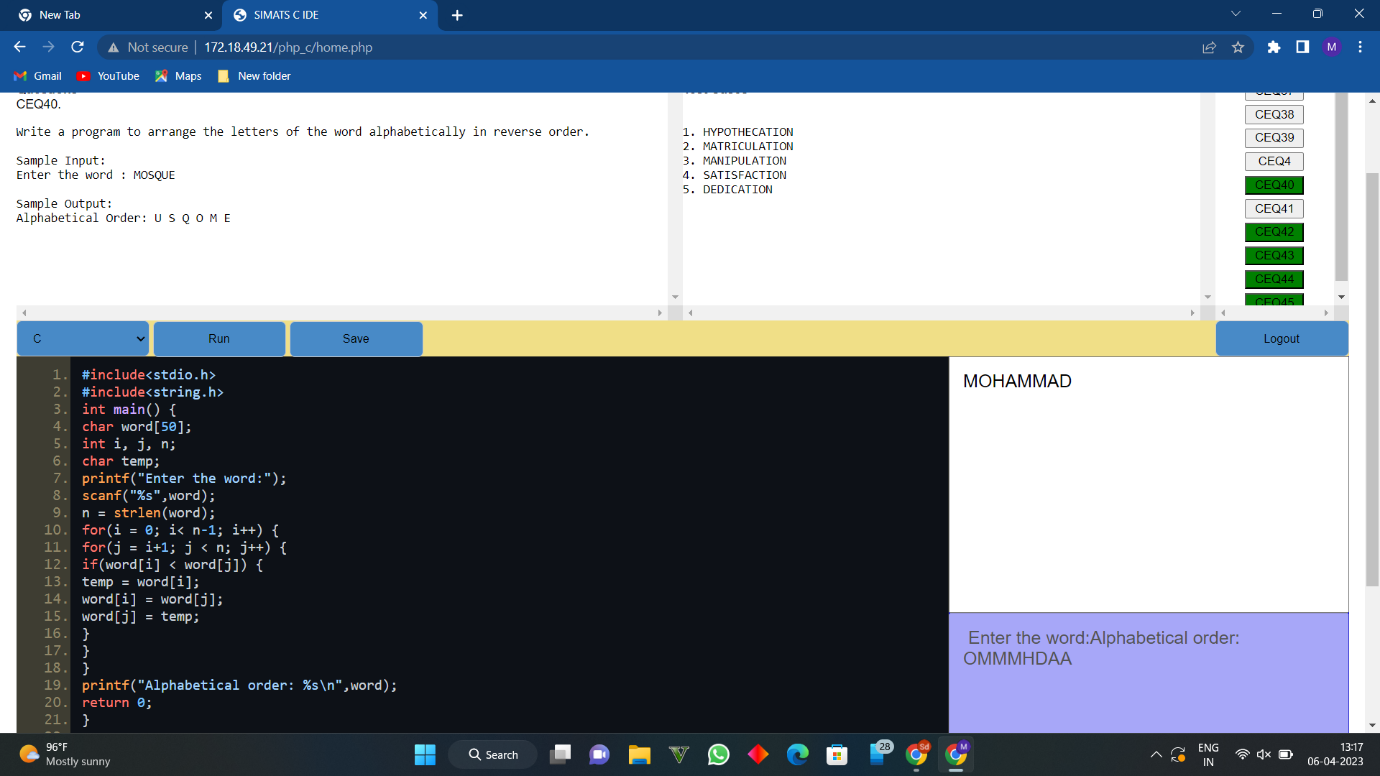 New Tab
SIMATS C IDE
Not secure
172.18.49.21/php_c/home.php
M
Gmail
YouTube
Maps
New folder
CEQ40.
Write a program to arrange the letters of the word alphabetically in reverse order.
Sample Input:
Enter the word : MOSQUE
Sample Output:
Alphabetical Order: U S Q O M E
1. HYPOTHECATION
2. MATRICULATION
3. MANIPULATION
4. SATISFACTION
5. DEDICATION
CEQ38
CEQ39
CEQ4
CEQ40
CEQ41
CEQ42
CEQ43
CEQ44
CEQ45
C
Run
Save
Logout
1. #include<stdio.h>
2. #include<string.h>
3. int main() {
4. char word[50];
5. int i, j, n;
6. char temp;
7. printf("Enter the word:");
8. scanf("%s",word);
9. n = strlen(word);
10. for(i = 0; i< n-1; i++) {
11. for(j = i+1; j < n; j++) {
12. if(word[i] < word[j]) {
13. temp = word[i];
14. word[i] = word[j];
15. word[j] = temp;
16. }
17. }
18. }
19. printf("Alphabetical order: %s\n",word);
20. return 0;
21. }
MOHAMMAD
Enter the word:Alphabetical order:
OMMMHDAA
96°F
Mostly sunny
Search
28
Sd
M
ENG
IN
13:17
06-04-2023